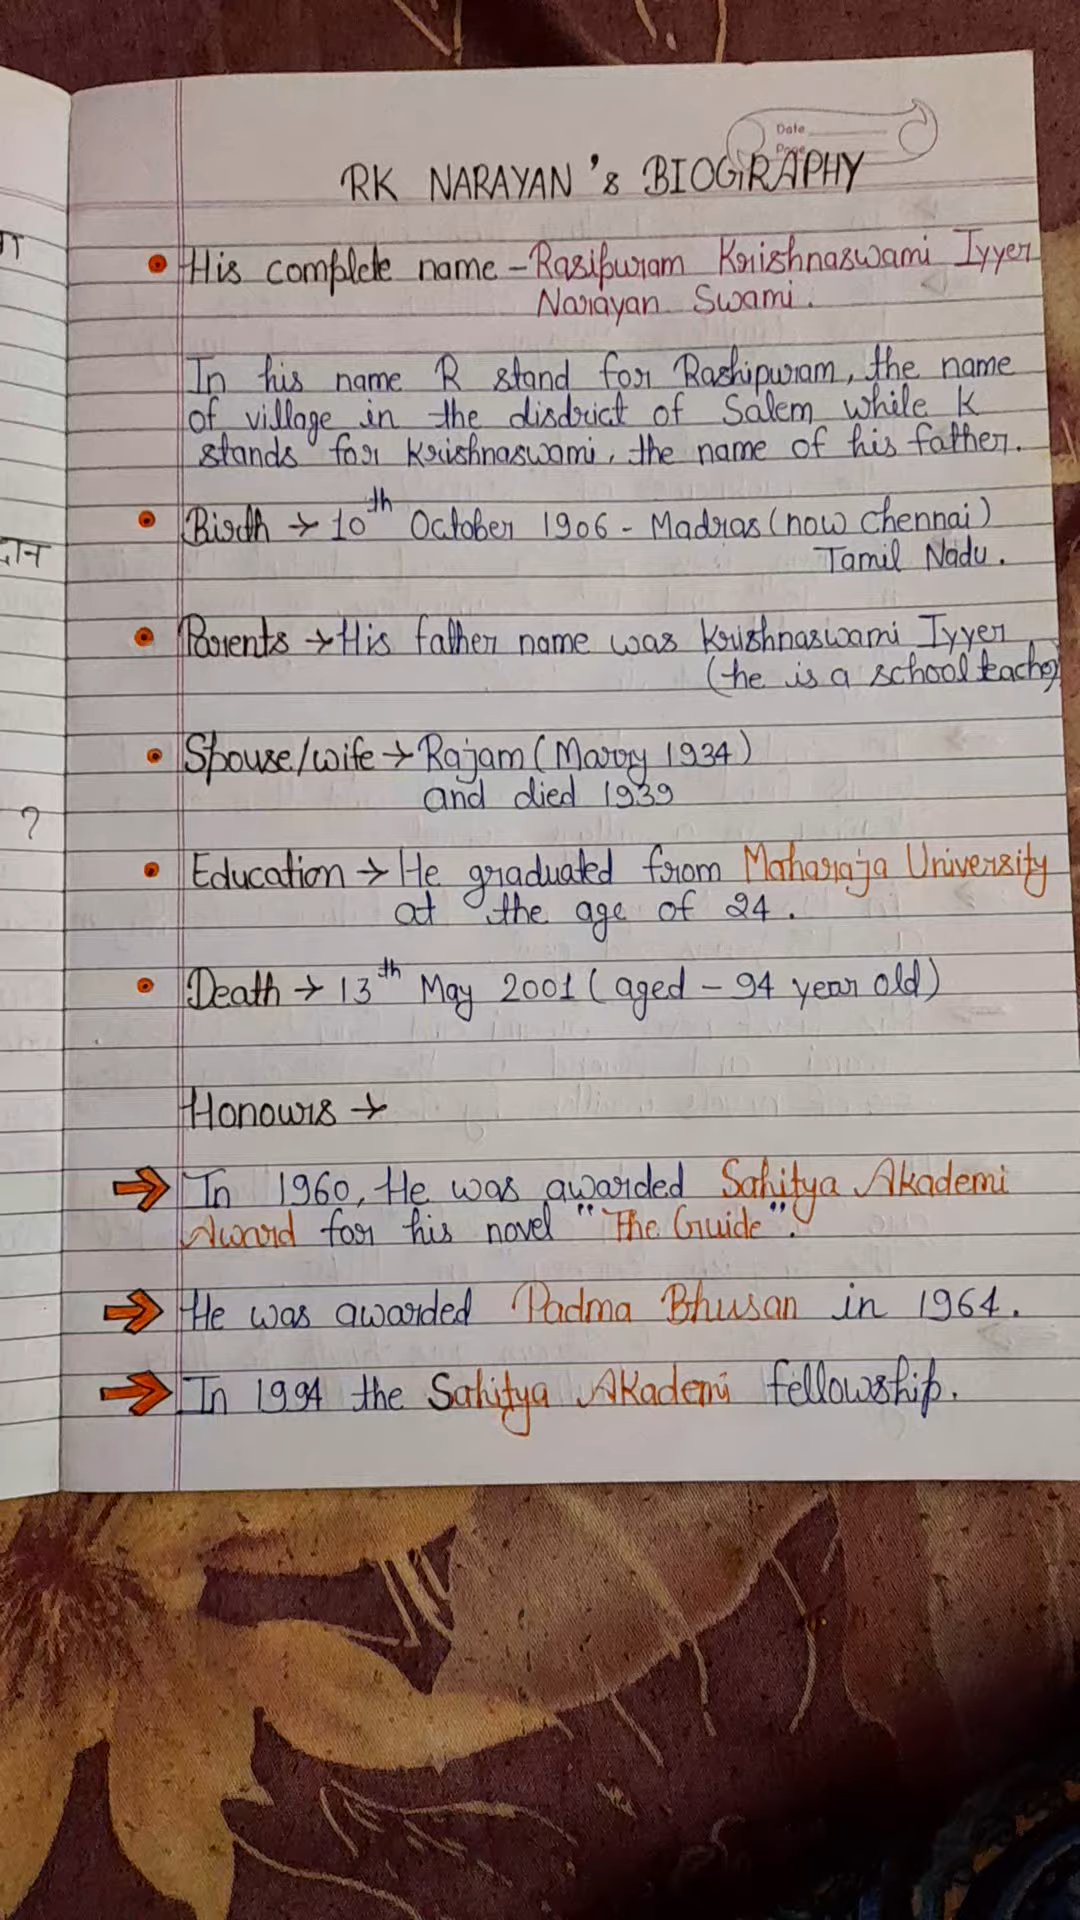 Date
Page
RK NARAYAN's BIOGRAPHY
गा
His complete name - Rasipuram Krishnaswami Iyyer
Narayan Swami.
In his name R stand for Rashipuram, the name
of village in the disdrict of Salem while K
stands for Krishnaswami, the name of his father.
Birth → 10th October 1906 - Madras (now Chennai)
Tamil Nadu.
Parents → His father name was Krishnaswami Iyyer
(he is a school teacher)
Spouse/wife → Rajam (Marry 1934)
and died 1939
?
Education → He graduated from Maharaja University
at the age of 24.
Death → 13th May 2001 (aged - 94 year old)
Honours →
In 1960, He was awarded Sahitya Akademi
Award for his novel "The Guide".
He was awarded Padma Bhusan in 1964.
In 1994 the Sahitya Akademi fellowship.